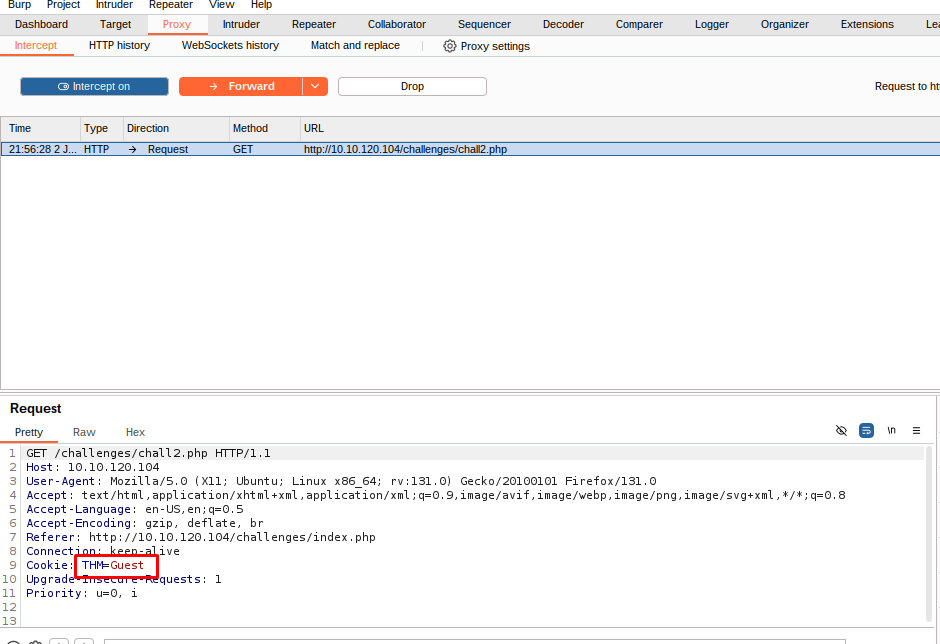 Burp Project Intruder Repeater View Help
Dashboard Target Proxy Intruder Repeater Collaborator Sequencer Decoder Comparer Logger Organizer Extensions
Intercept HTTP history WebSockets history Match and replace Proxy settings
Intercept on Forward Drop Request to
Time Type Direction Method URL
21:56:28 2 J... HTTP → Request GET http://10.10.120.104/challenges/chall2.php
Request
Pretty Raw Hex \n
1 GET /challenges/chall2.php HTTP/1.1
2 Host: 10.10.120.104
3 User-Agent: Mozilla/5.0 (X11; Ubuntu; Linux x86_64; rv:131.0) Gecko/20100101 Firefox/131.0
4 Accept: text/html,application/xhtml+xml,application/xml;q=0.9,image/avif,image/webp,image/png,image/svg+xml,*/*;q=0.8
5 Accept-Language: en-US,en;q=0.5
6 Accept-Encoding: gzip, deflate, br
7 Referer: http://10.10.120.104/challenges/index.php
8 Connection: keep-alive
9 Cookie: THM=Guest
10 Upgrade-Insecure-Requests: 1
11 Priority: u=0, i
12
13